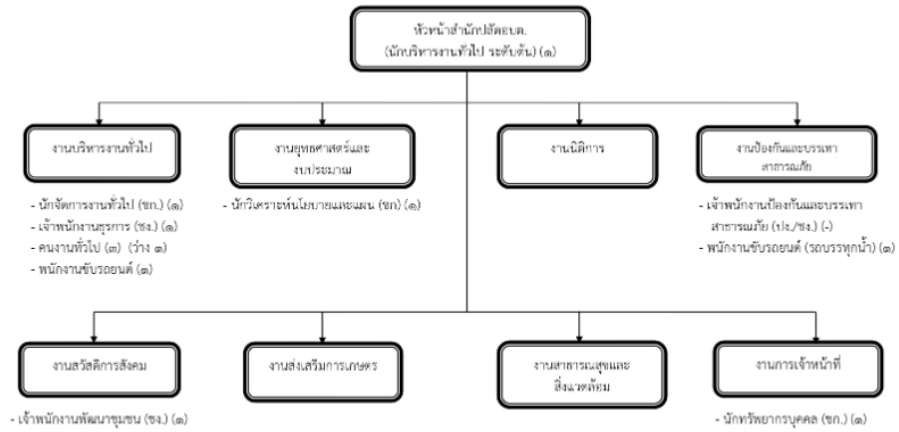 หัวหน้าสำนักปลัดอบต.
(นักบริหารงานทั่วไป ระดับต้น) (๑)
งานบริหารงานทั่วไป
- นักจัดการงานทั่วไป (ชก.) (๑)
- เจ้าพนักงานธุรการ (ชง.) (๑)
- คนงานทั่วไป (๓) (ว่าง ๑)
- พนักงานขับรถยนต์ (๑)
งานยุทธศาสตร์และ
งบประมาณ
- นักวิเคราะห์นโยบายและแผน (ชก) (๑)
งานนิติการ
งานป้องกันและบรรเทา
สาธารณภัย
- เจ้าพนักงานป้องกันและบรรเทา
สาธารณภัย (ปง./ชง.) (-)
- พนักงานขับรถยนต์ (รถบรรทุกน้ำ) (๑)
งานสวัสดิการสังคม
- เจ้าพนักงานพัฒนาชุมชน (ชง.) (๑)
งานส่งเสริมการเกษตร
งานสาธารณสุขและ
สิ่งแวดล้อม
งานการเจ้าหน้าที่
- นักทรัพยากรบุคคล (ชก.) (๑)